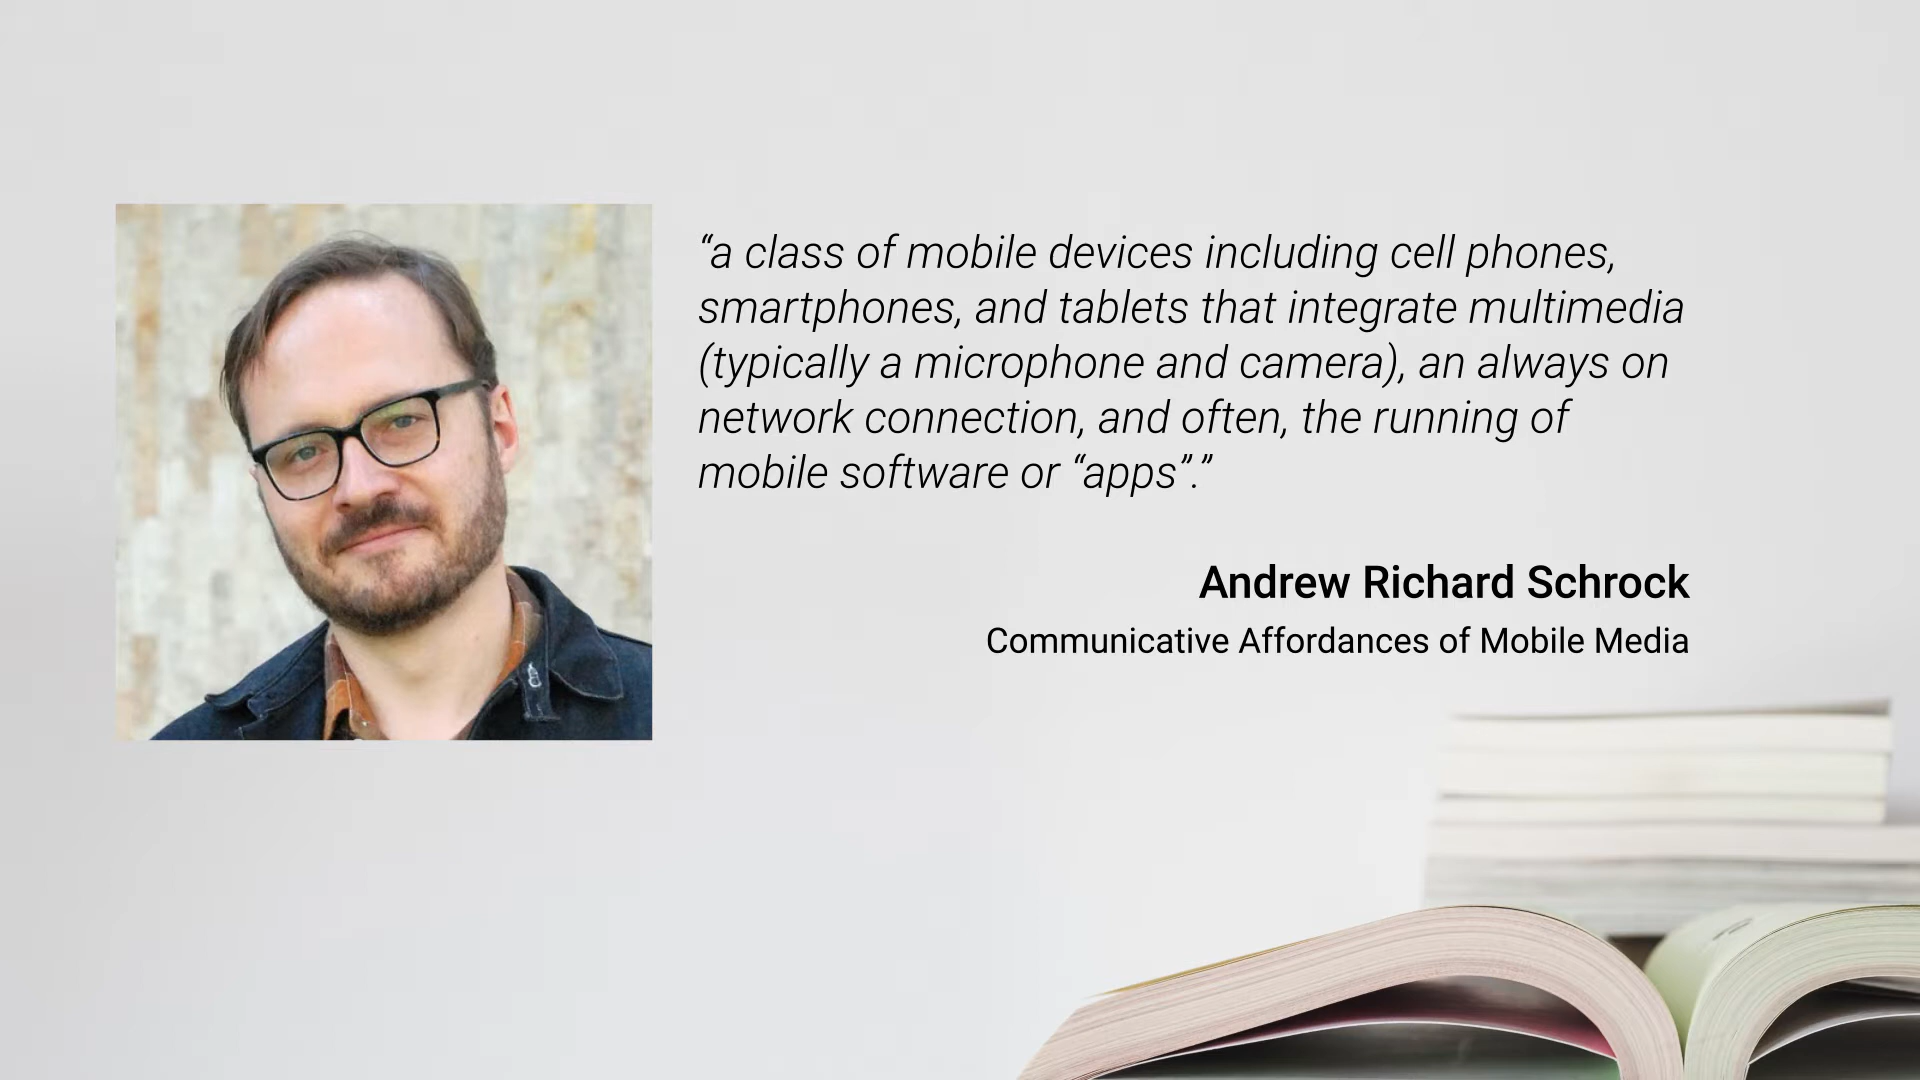 “a class of mobile devices including cell phones,
smartphones, and tablets that integrate multimedia
(typically a microphone and camera), an always on
network connection, and often, the running of
mobile software or “apps”.”
Andrew Richard Schrock
Communicative Affordances of Mobile Media